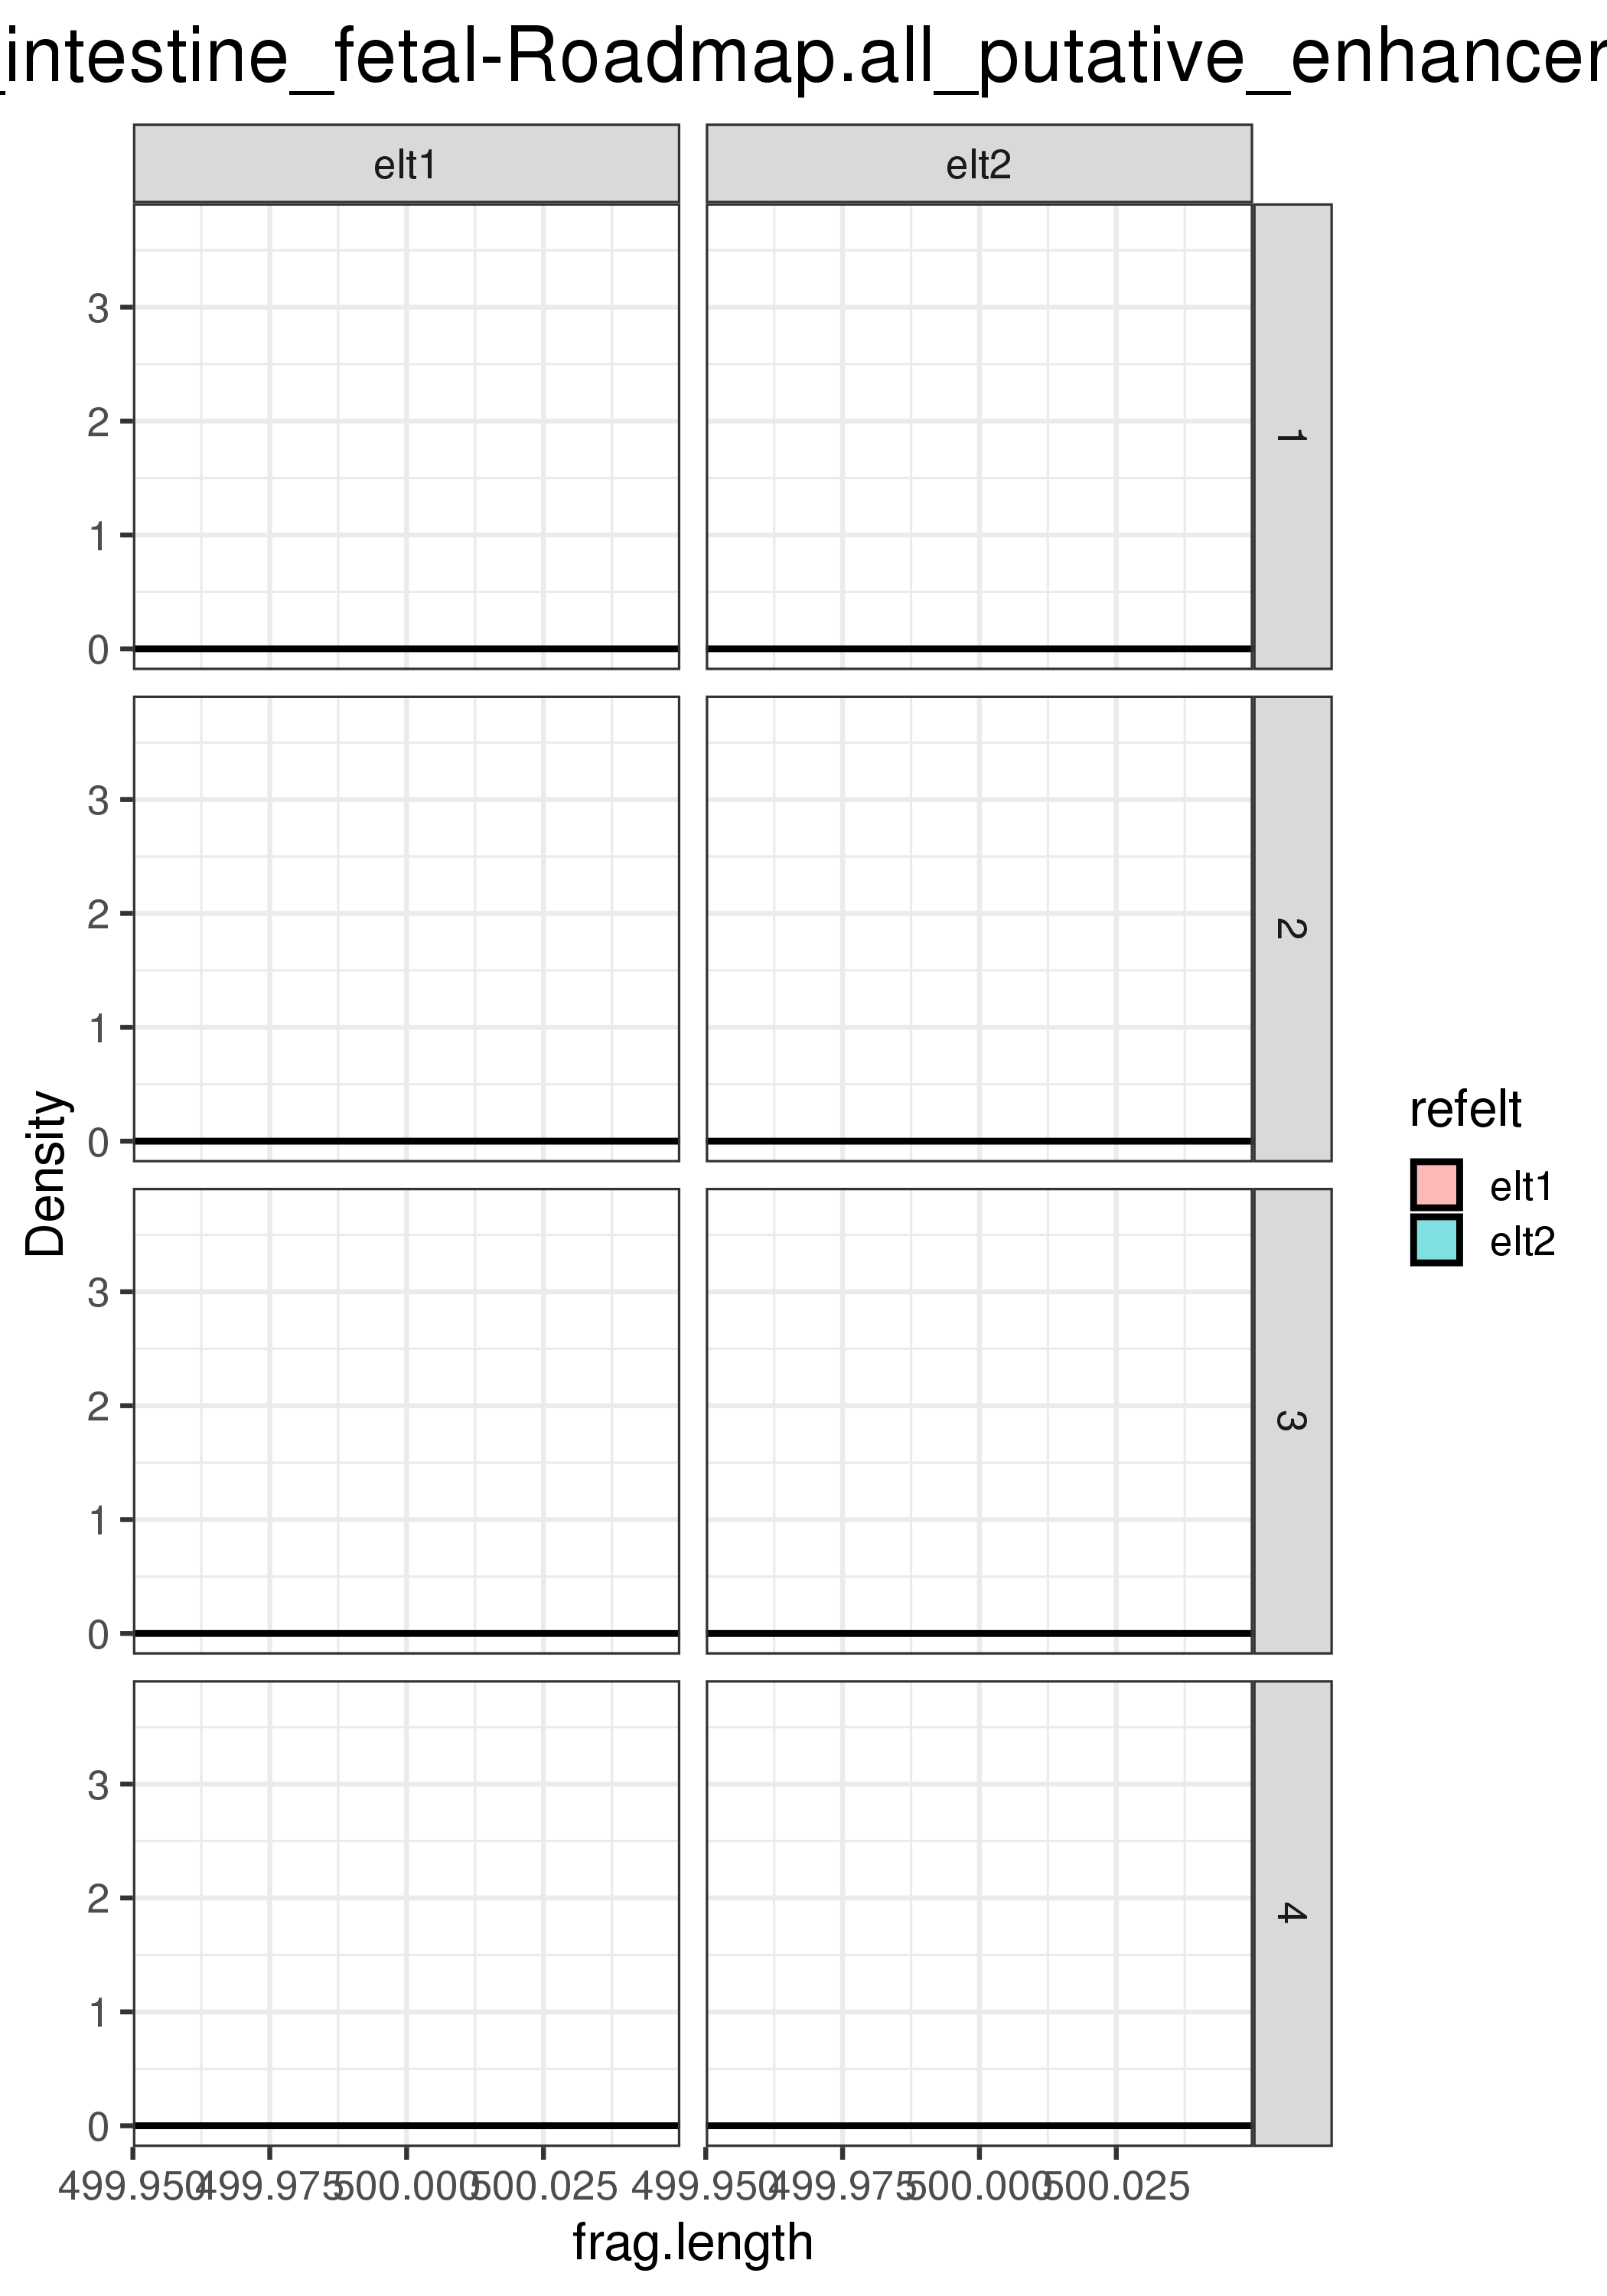 _intestine_fetal-Roadmap.all_putative_enhancer
elt1 elt2
3
2
1
0
1
3
2
1
0
2
3
2
1
0
3
3
2
1
0
4
Density
refelt
elt1
elt2
499.950 499.975 500.000 500.025 499.950 499.975 500.000 500.025
frag.length